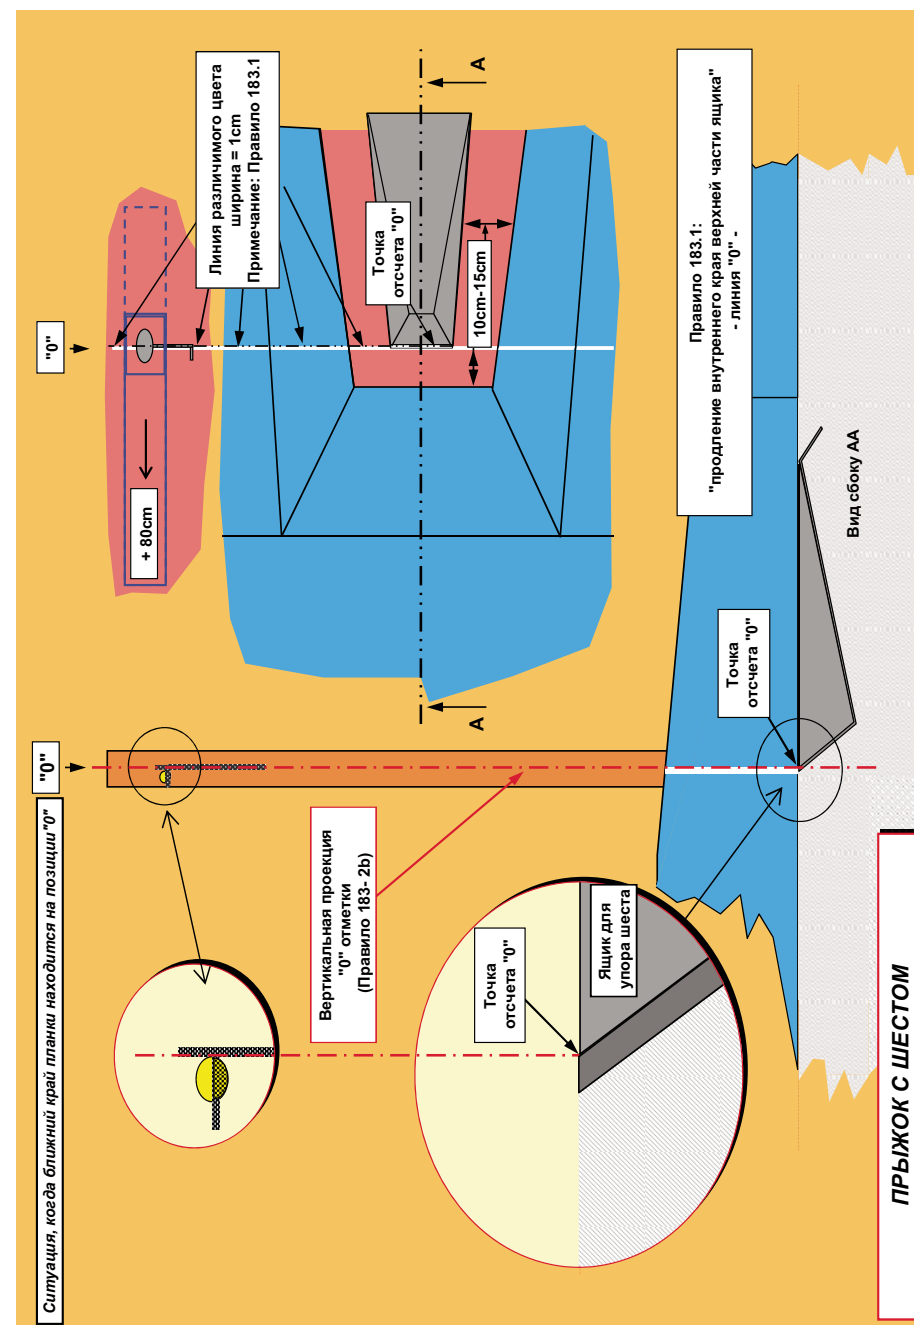 Ситуация, когда ближний край планки находится на позиции"0"
"0"
"0"
+ 80cm
Линия различимого цвета
ширина = 1cm
Примечание: Правило 183.1
Точка
отсчета "0"
10cm-15cm
A
A
Вертикальная проекция
"0" отметки
(Правило 183- 2b)
Точка
отсчета "0"
Ящик для
упора шеста
Точка
отсчета "0"
Правило 183.1:
"продление внутреннего края верхней части ящика"
- линия "0" -
Вид сбоку АА
ПРЫЖОК С ШЕСТОМ